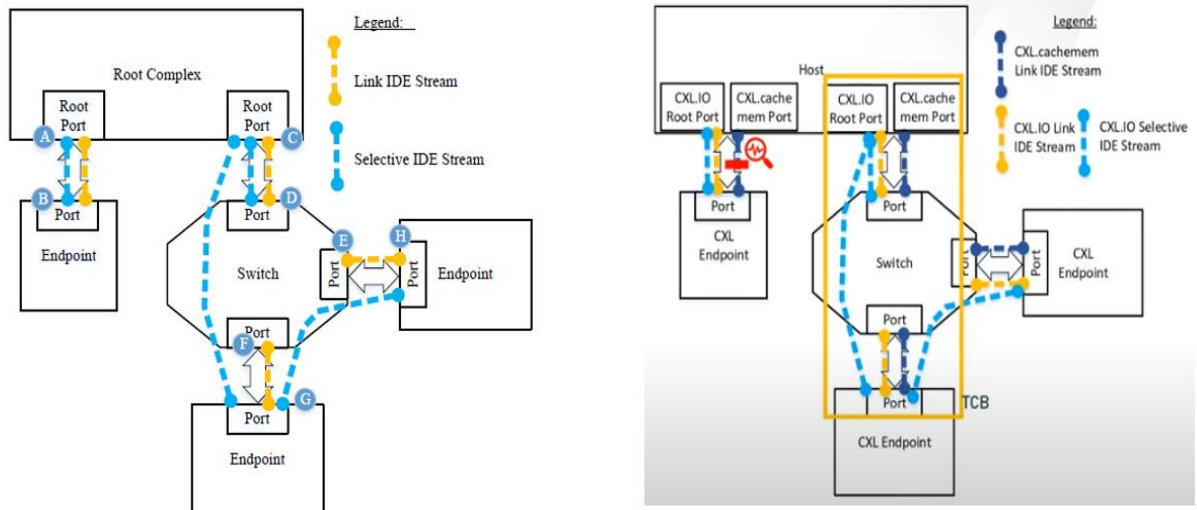 Legend:
Link IDE Stream
Selective IDE Stream
Root Complex
Root
Port
Root
Port
A
C
B
D
Port
Port
Endpoint
E
H
Port
Port
Switch
Endpoint
Port
F
G
Port
Endpoint
Legend:
CXL.cachemem
Link IDE Stream
CXL.IO Link
IDE Stream
CXL.IO Selective
IDE Stream
Host
CXL.IO
Root Port
CXL.cache
mem Port
CXL.IO
Root Port
CXL.cache
mem Port
Port
Port
CXL
Endpoint
Switch
Port
Port
CXL
Endpoint
Port
Port
TCB
CXL Endpoint